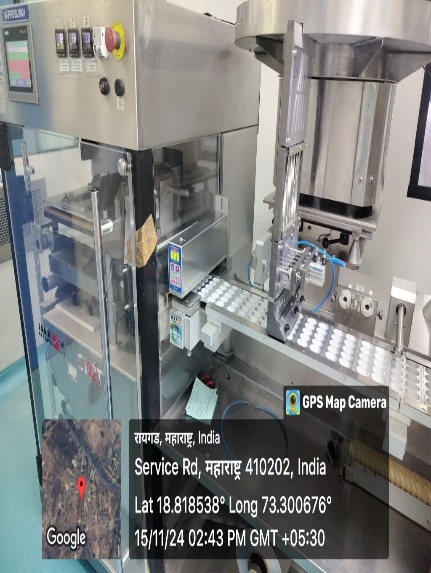 GPS Map Camera
रायगड, महाराष्ट्र, India
Service Rd, महाराष्ट्र 410202, India
Lat 18.818538° Long 73.300676°
15/11/24 02:43 PM GMT +05:30
Google